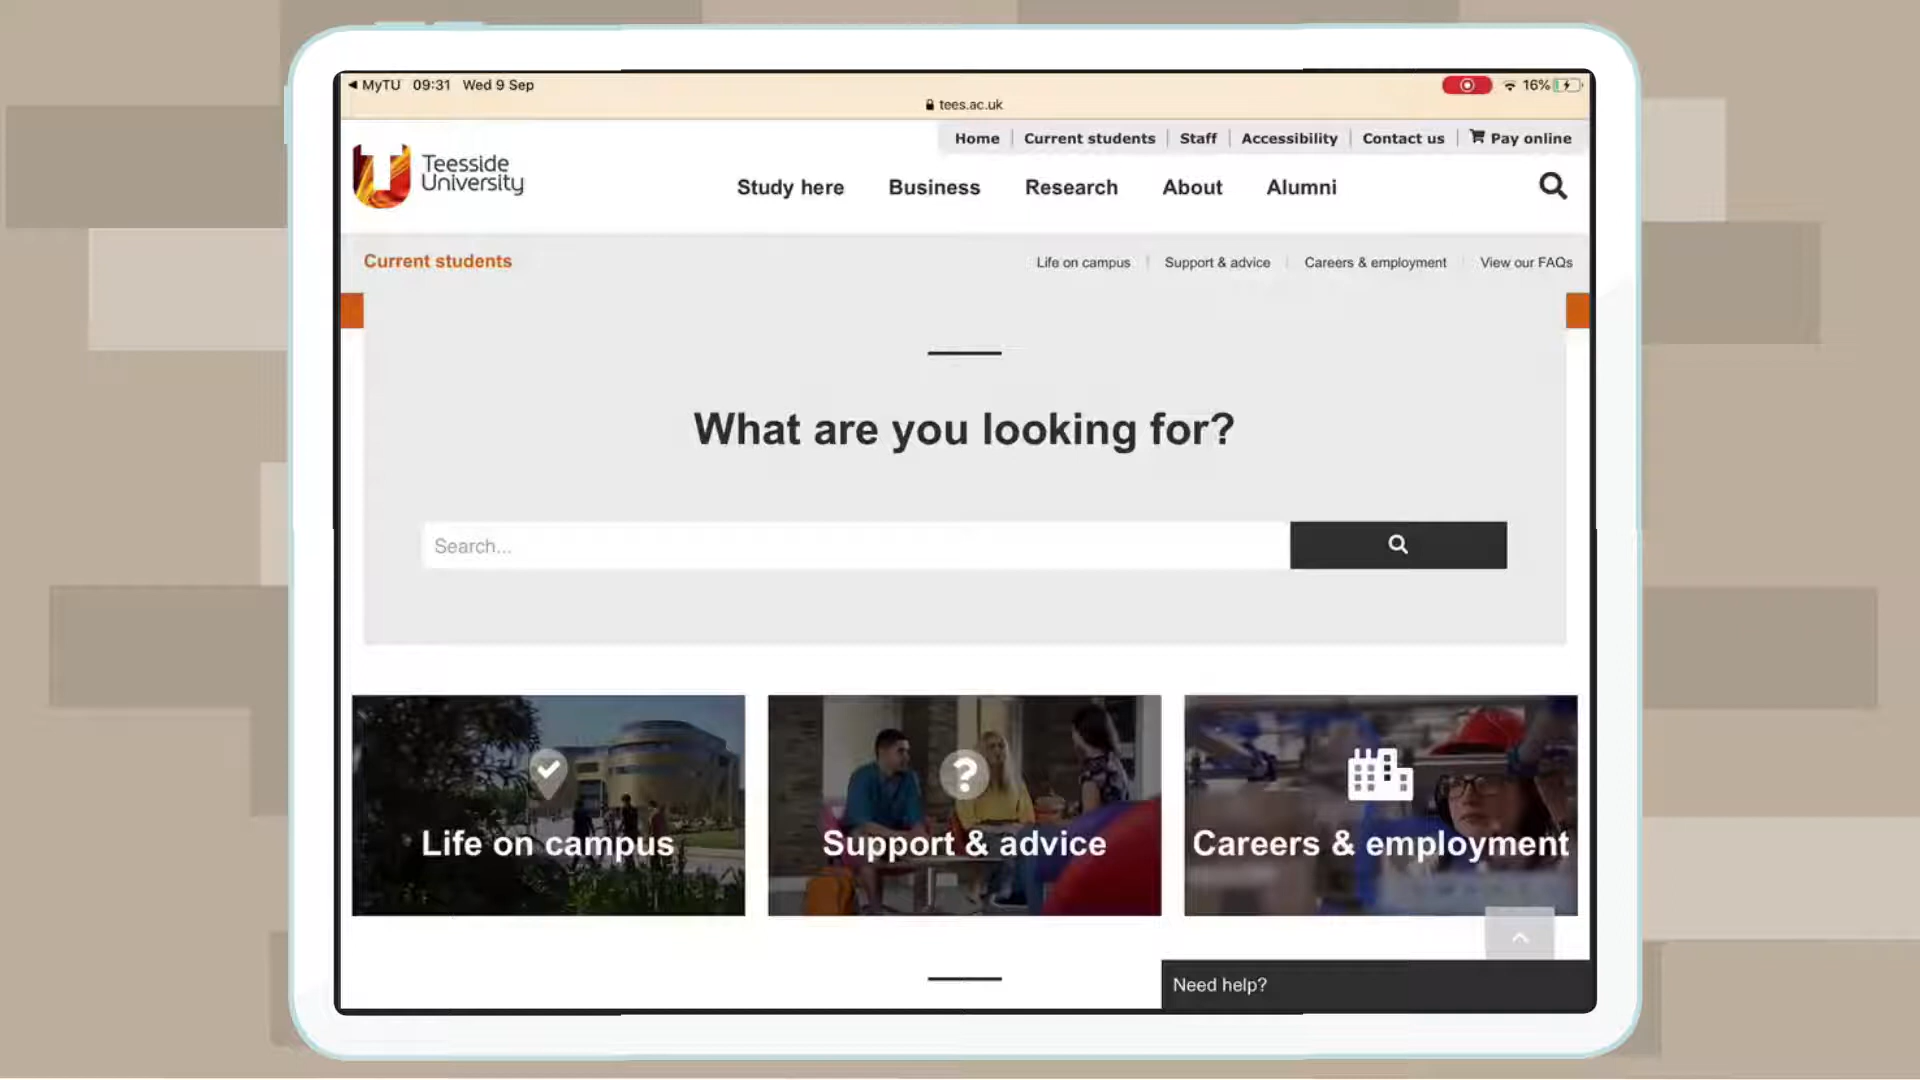 MyTU 09:31 Wed 9 Sep
16%
tees.ac.uk
Home Current students Staff Accessibility Contact us Pay online
Teesside
University
Study here Business Research About Alumni
Current students
Life on campus Support & advice Careers & employment View our FAQs
What are you looking for?
Search...
Life on campus
Support & advice
Careers & employment
Need help?